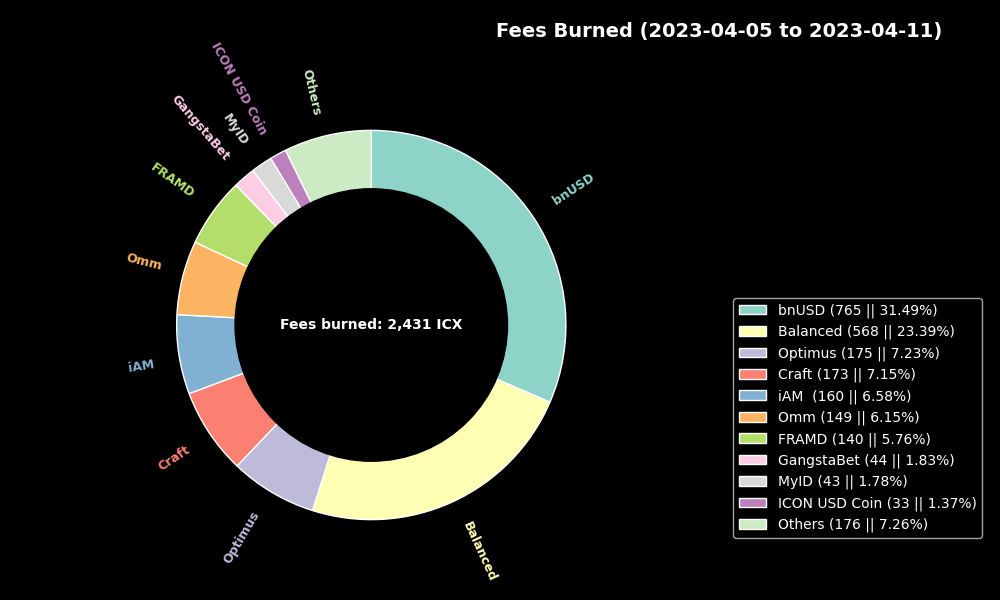 Fees Burned (2023-04-05 to 2023-04-11)
ICON USD Coin
Others
GangstaBet
MyID
FRAMD
bnUSD
Omm
Fees burned: 2,431 ICX
iAM
Craft
Optimus
Balanced
bnUSD (765 || 31.49%)
Balanced (568 || 23.39%)
Optimus (175 || 7.23%)
Craft (173 || 7.15%)
iAM  (160 || 6.58%)
Omm (149 || 6.15%)
FRAMD (140 || 5.76%)
GangstaBet (44 || 1.83%)
MyID (43 || 1.78%)
ICON USD Coin (33 || 1.37%)
Others (176 || 7.26%)